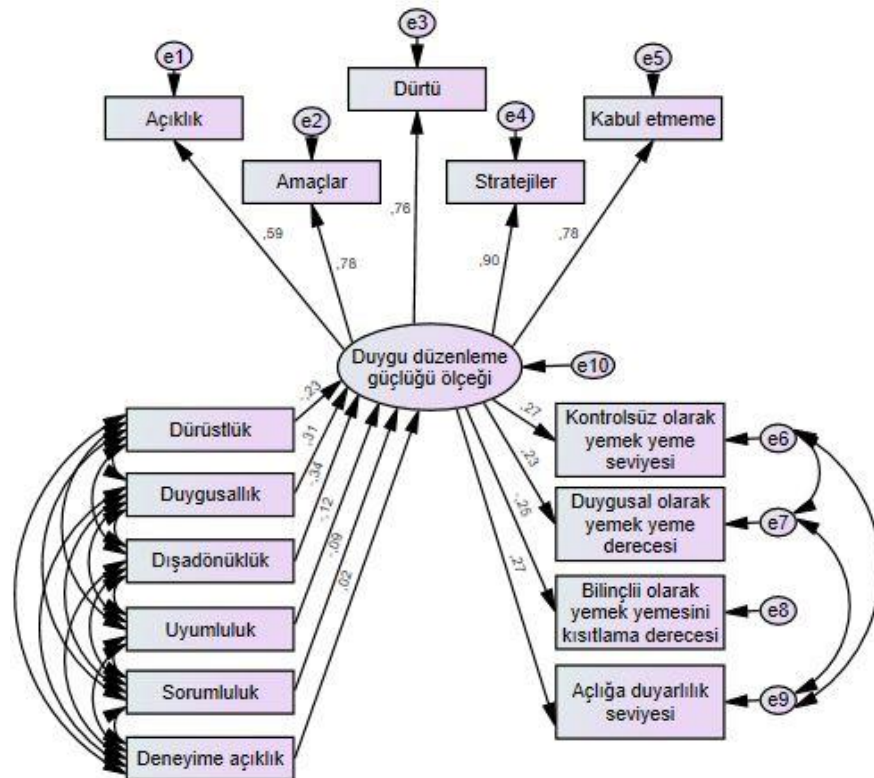 e3
e1
Dürtü
e5
Açıklık
e2
e4
Kabul etmeme
Amaçlar
Stratejiler
,59
,78
,76
,90
,78
Duygu düzenleme
güçlüğü ölçeği
e10
-,23
,31
-,34
-,12
-,09
,02
,27
,23
-,25
,27
Dürüstlük
Duygusallık
Dışadönüklük
Uyumluluk
Sorumluluk
Deneyime açıklık
Kontrolsüz olarak
yemek yeme
seviyesi
e6
Duygusal olarak
yemek yeme
derecesi
e7
Bilinçlii olarak
yemek yemesini
kısıtlama derecesi
e8
Açlığa duyarlılık
seviyesi
e9